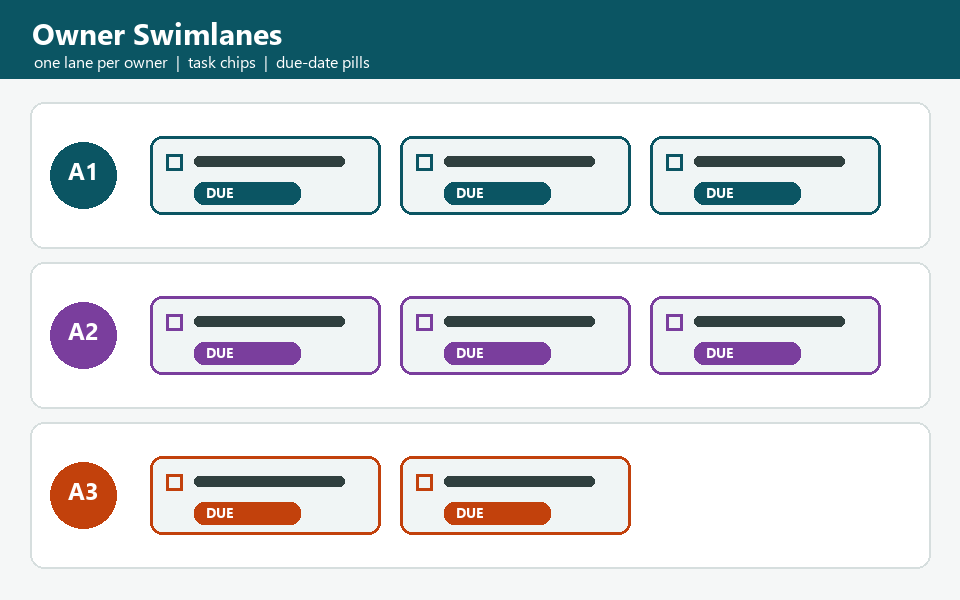 Owner Swimlanes
one lane per owner | task chips | due-date pills
A1
DUE
DUE
DUE
A2
DUE
DUE
DUE
A3
DUE
DUE